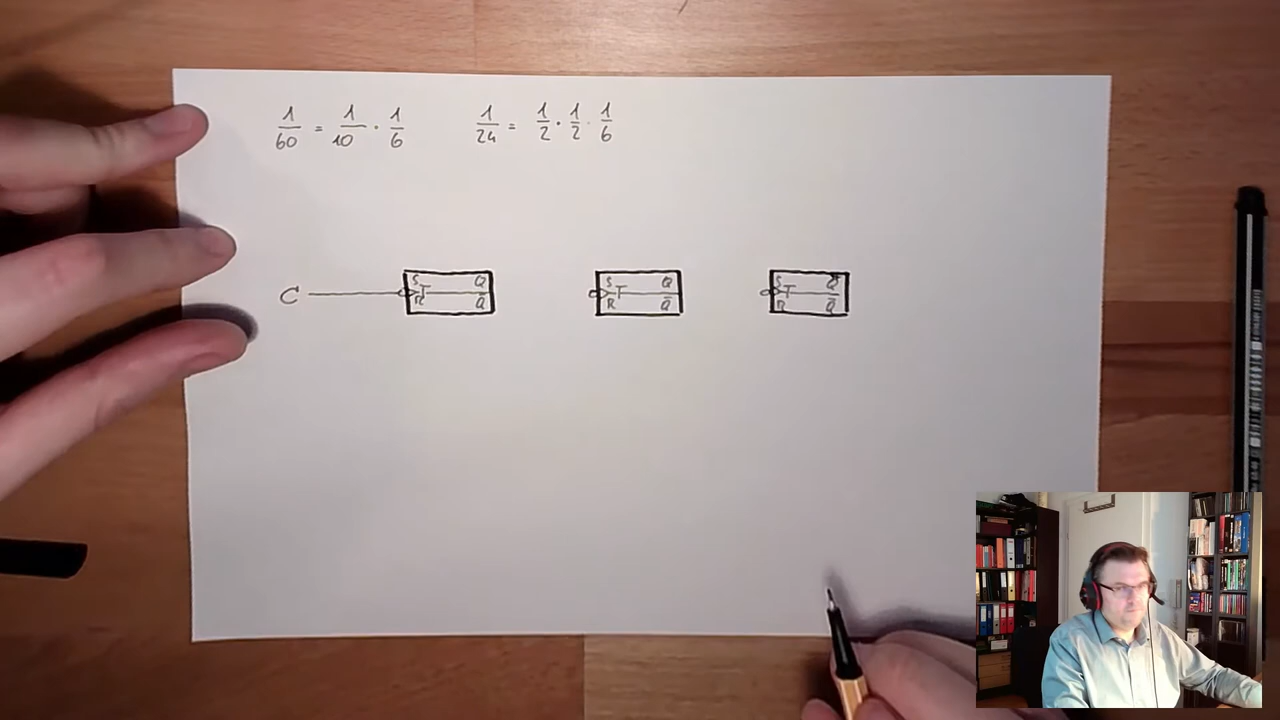 1/60 = 1/10 · 1/6 1/24 = 1/2 · 1/2 · 1/6
S Q S Q S Q
C T T T
R Q̅ R Q̅ R Q̅